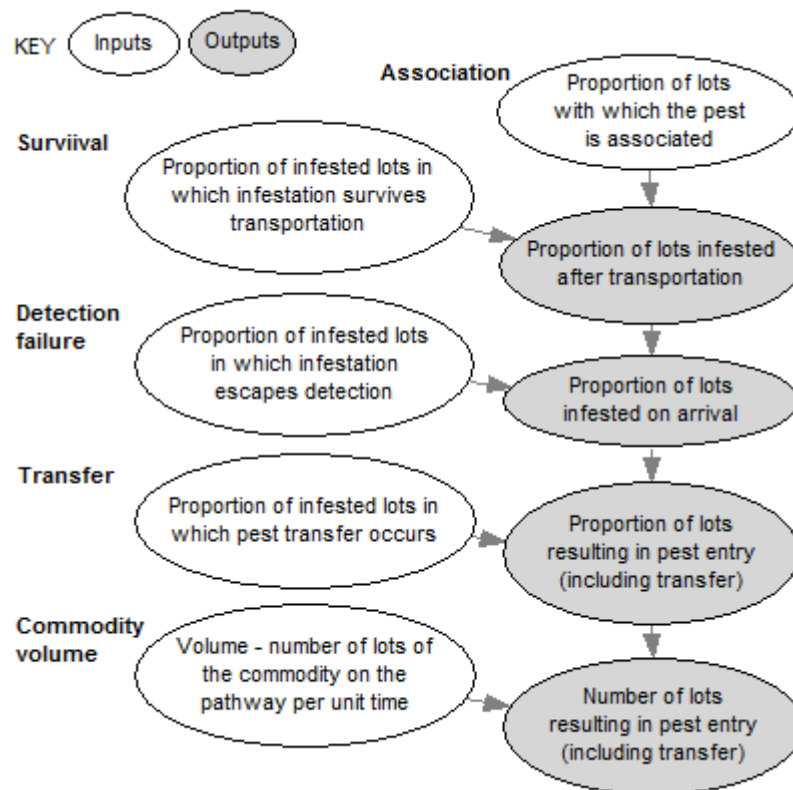 KEY
Inputs
Outputs
Association
Proportion of lots
with which the pest
is associated
Surviival
Proportion of infested lots in
which infestation survives
transportation
Proportion of lots infested
after transportation
Detection
failure
Proportion of infested lots
in which infestation
escapes detection
Proportion of lots
infested on arrival
Transfer
Proportion of infested lots in
which pest transfer occurs
Proportion of lots
resulting in pest entry
(including transfer)
Commodity
volume
Volume - number of lots of
the commodity on the
pathway per unit time
Number of lots
resulting in pest entry
(including transfer)